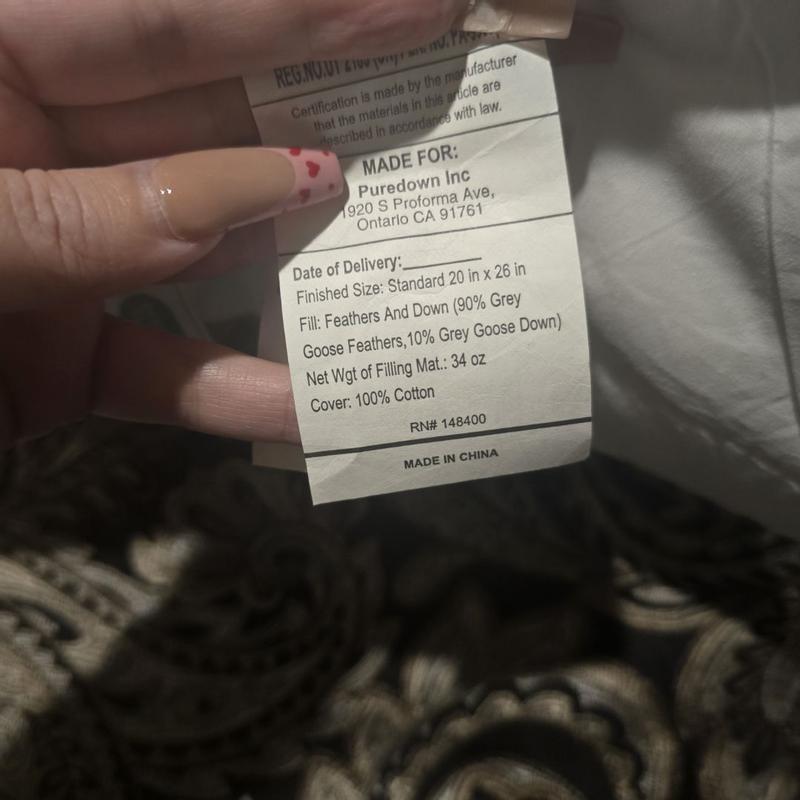 REG.NO.
Certification is made by the manufacturer
that the materials in this article are
described in accordance with law.
MADE FOR:
Puredown Inc
1920 S Proforma Ave,
Ontario CA 91761
Date of Delivery:________
Finished Size: Standard 20 in x 26 in
Fill: Feathers And Down (90% Grey
Goose Feathers,10% Grey Goose Down)
Net Wgt of Filling Mat.: 34 oz
Cover: 100% Cotton
RN# 148400
MADE IN CHINA